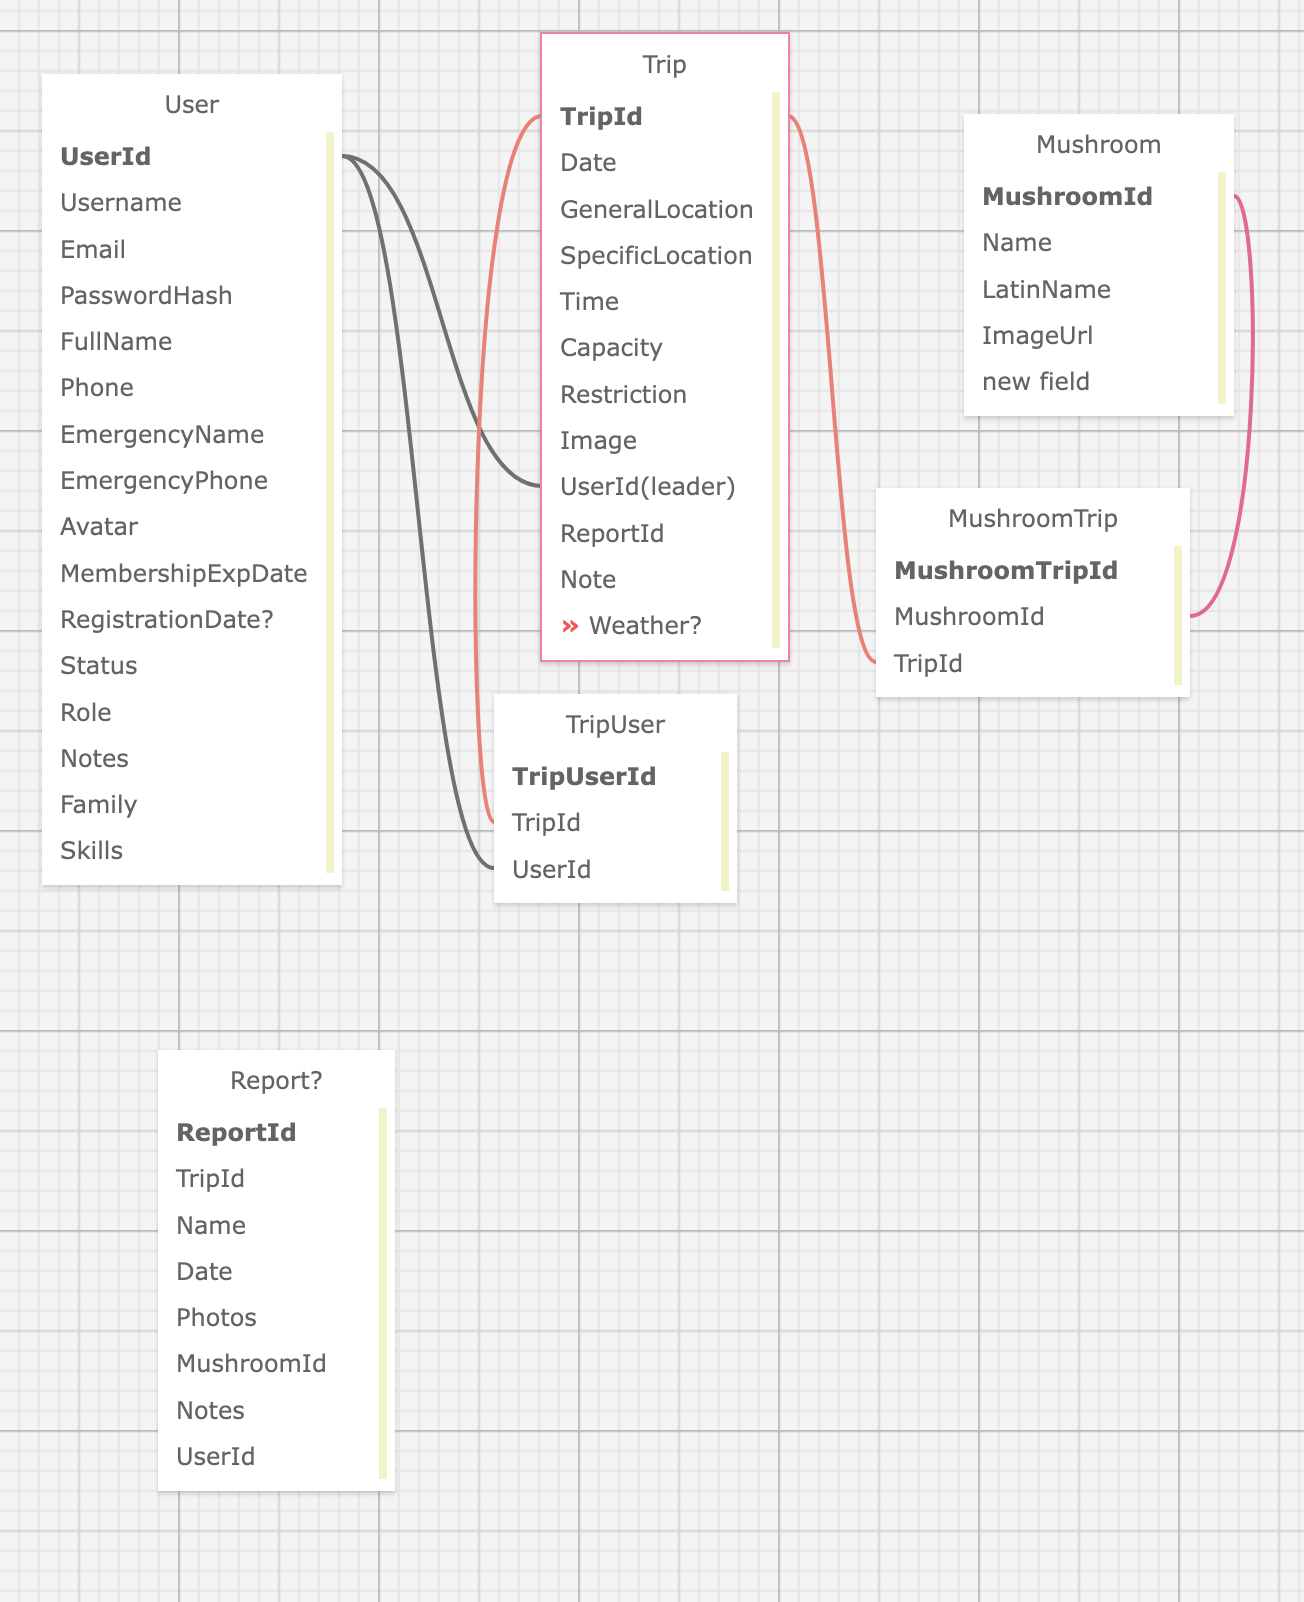 User
UserId
Username
Email
PasswordHash
FullName
Phone
EmergencyName
EmergencyPhone
Avatar
MembershipExpDate
RegistrationDate?
Status
Role
Notes
Family
Skills
Trip
TripId
Date
GeneralLocation
SpecificLocation
Time
Capacity
Restriction
Image
UserId(leader)
ReportId
Note
» Weather?
Mushroom
MushroomId
Name
LatinName
ImageUrl
new field
MushroomTrip
MushroomTripId
MushroomId
TripId
TripUser
TripUserId
TripId
UserId
Report?
ReportId
TripId
Name
Date
Photos
MushroomId
Notes
UserId